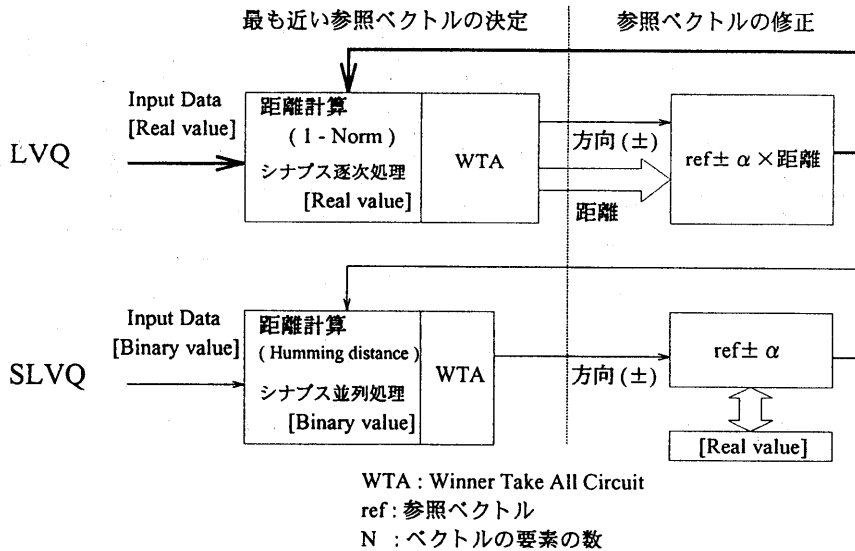 最も近い参照ベクトルの決定
参照ベクトルの修正
LVQ
Input Data
[Real value]
距離計算
( 1 - Norm )
シナプス逐次処理
[Real value]
WTA
方向 (±)
距離
ref± α ×距離
SLVQ
Input Data
[Binary value]
距離計算
( Humming distance )
シナプス並列処理
[Binary value]
WTA
方向 (±)
ref± α
[Real value]
WTA : Winner Take All Circuit
ref : 参照ベクトル
N : ベクトルの要素の数